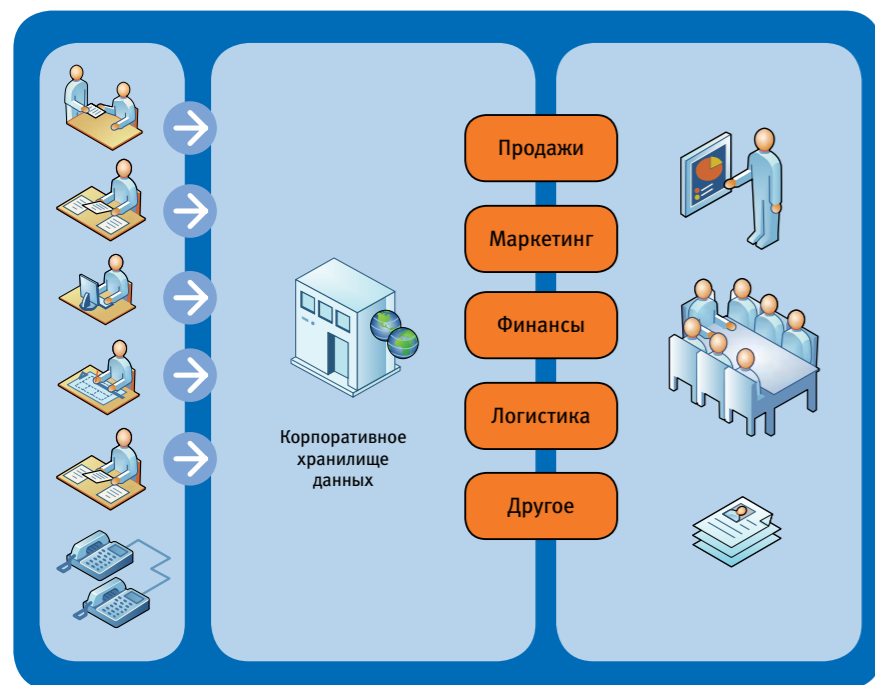 Продажи
Маркетинг
Финансы
Логистика
Другое
Корпоративное
хранилище
данных